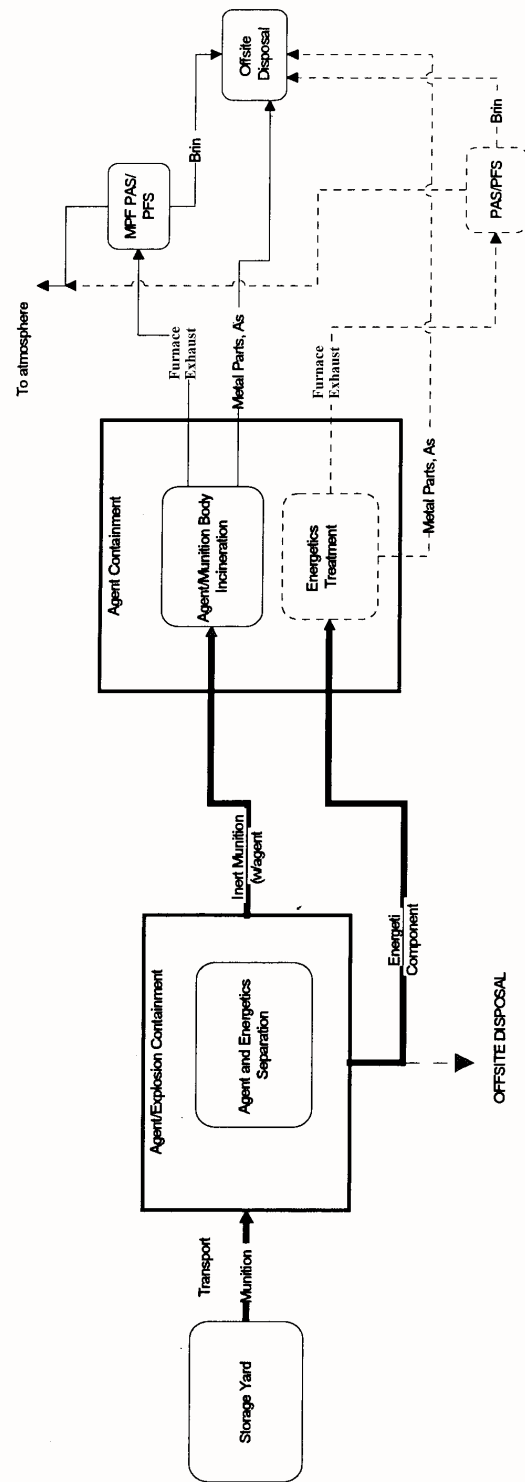 Storage Yard
Transport
Munition
Agent/Explosion Containment
Agent and Energetics
Separation
Inert Munition
(w/agent
Energeti
Component
OFFSITE DISPOSAL
Agent Containment
Agent/Munition Body
Incineration
Energetics
Treatment
Furnace
Exhaust
Metal Parts, As
Furnace
Exhaust
Metal Parts, As
To atmosphere
MPF PAS/
PFS
Brin
PAS/PFS
Brin
Offsite
Disposal